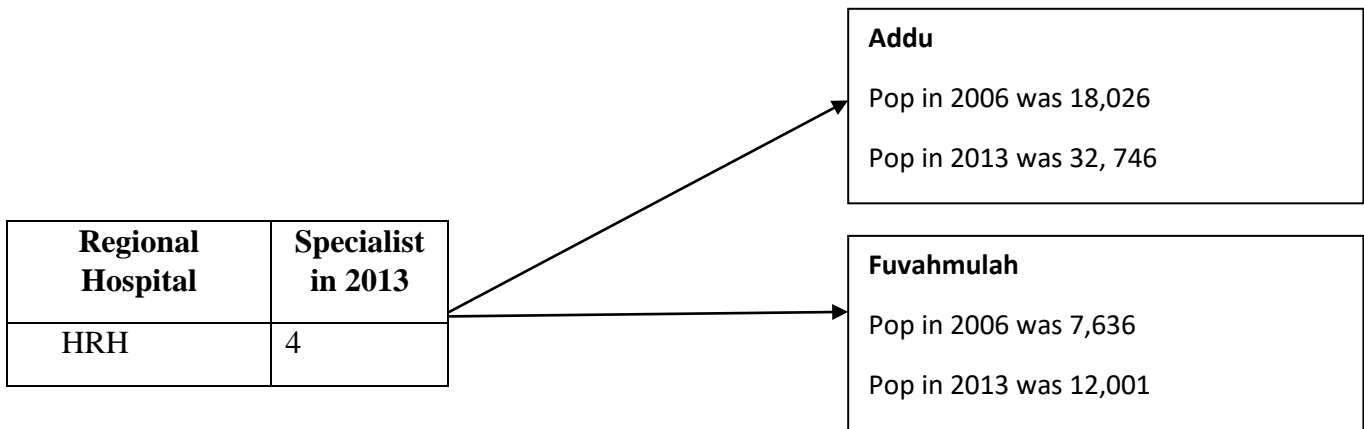 Addu
Pop in 2006 was 18,026
Pop in 2013 was 32, 746
Regional Hospital
Specialist in 2013
HRH
4
Fuvahmulah
Pop in 2006 was 7,636
Pop in 2013 was 12,001